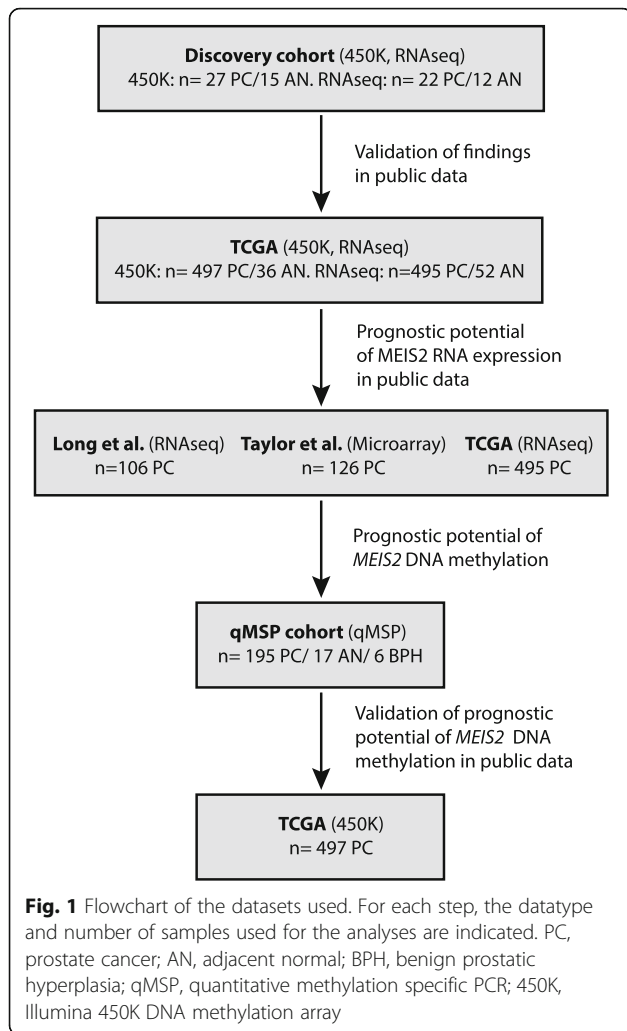 Discovery cohort (450K, RNAseq)
450K: n= 27 PC/15 AN. RNAseq: n= 22 PC/12 AN
Validation of findings
in public data
TCGA (450K, RNAseq)
450K: n= 497 PC/36 AN. RNAseq: n=495 PC/52 AN
Prognostic potential
of MEIS2 RNA expression
in public data
Long et al. (RNAseq) Taylor et al. (Microarray) TCGA (RNAseq)
n=106 PC n= 126 PC n= 495 PC
Prognostic potential of
MEIS2 DNA methylation
qMSP cohort (qMSP)
n= 195 PC/ 17 AN/ 6 BPH
Validation of prognostic
potential of MEIS2 DNA
methylation in public data
TCGA (450K)
n= 497 PC
Fig. 1 Flowchart of the datasets used. For each step, the datatype
and number of samples used for the analyses are indicated. PC,
prostate cancer; AN, adjacent normal; BPH, benign prostatic
hyperplasia; qMSP, quantitative methylation specific PCR; 450K,
Illumina 450K DNA methylation array